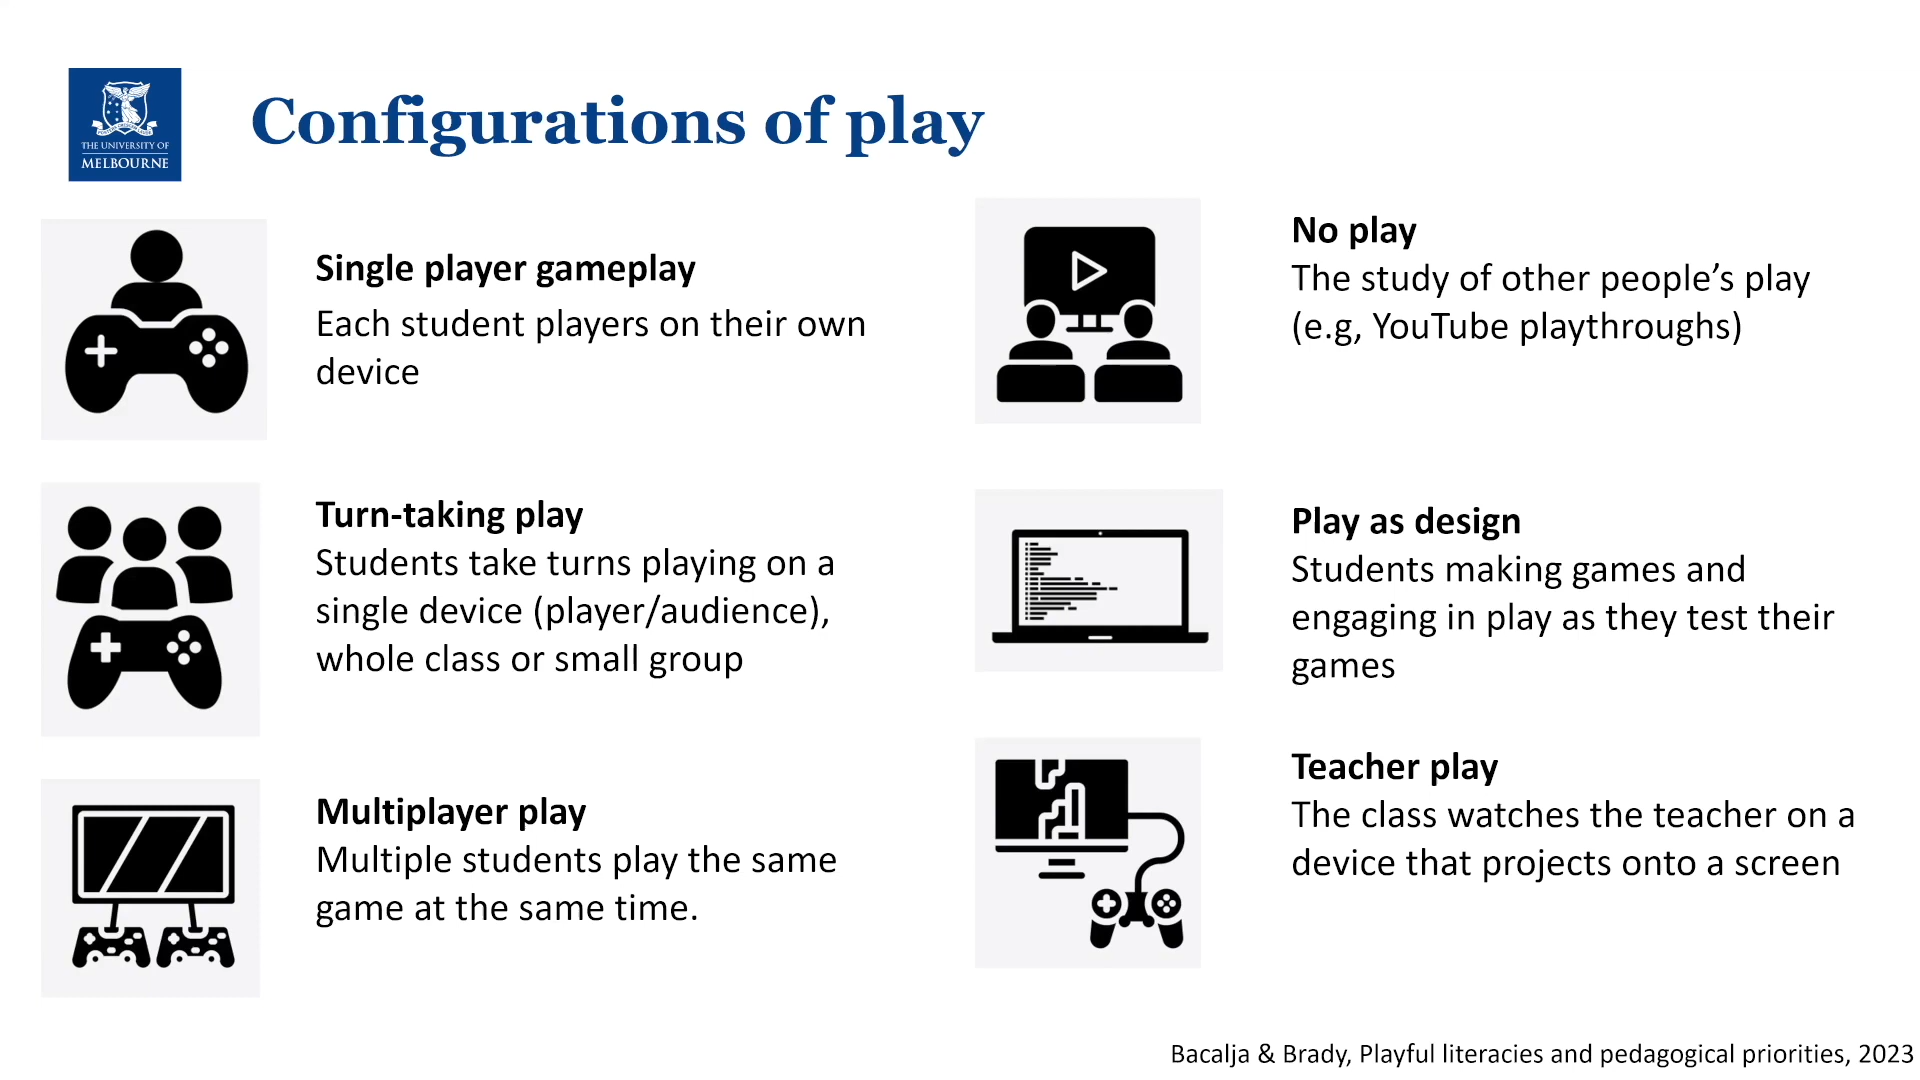 THE UNIVERSITY OF
MELBOURNE
Configurations of play
Single player gameplay
Each student players on their own
device
Turn-taking play
Students take turns playing on a
single device (player/audience),
whole class or small group
Multiplayer play
Multiple students play the same
game at the same time.
No play
The study of other people’s play
(e.g, YouTube playthroughs)
Play as design
Students making games and
engaging in play as they test their
games
Teacher play
The class watches the teacher on a
device that projects onto a screen
Bacalja & Brady, Playful literacies and pedagogical priorities, 2023